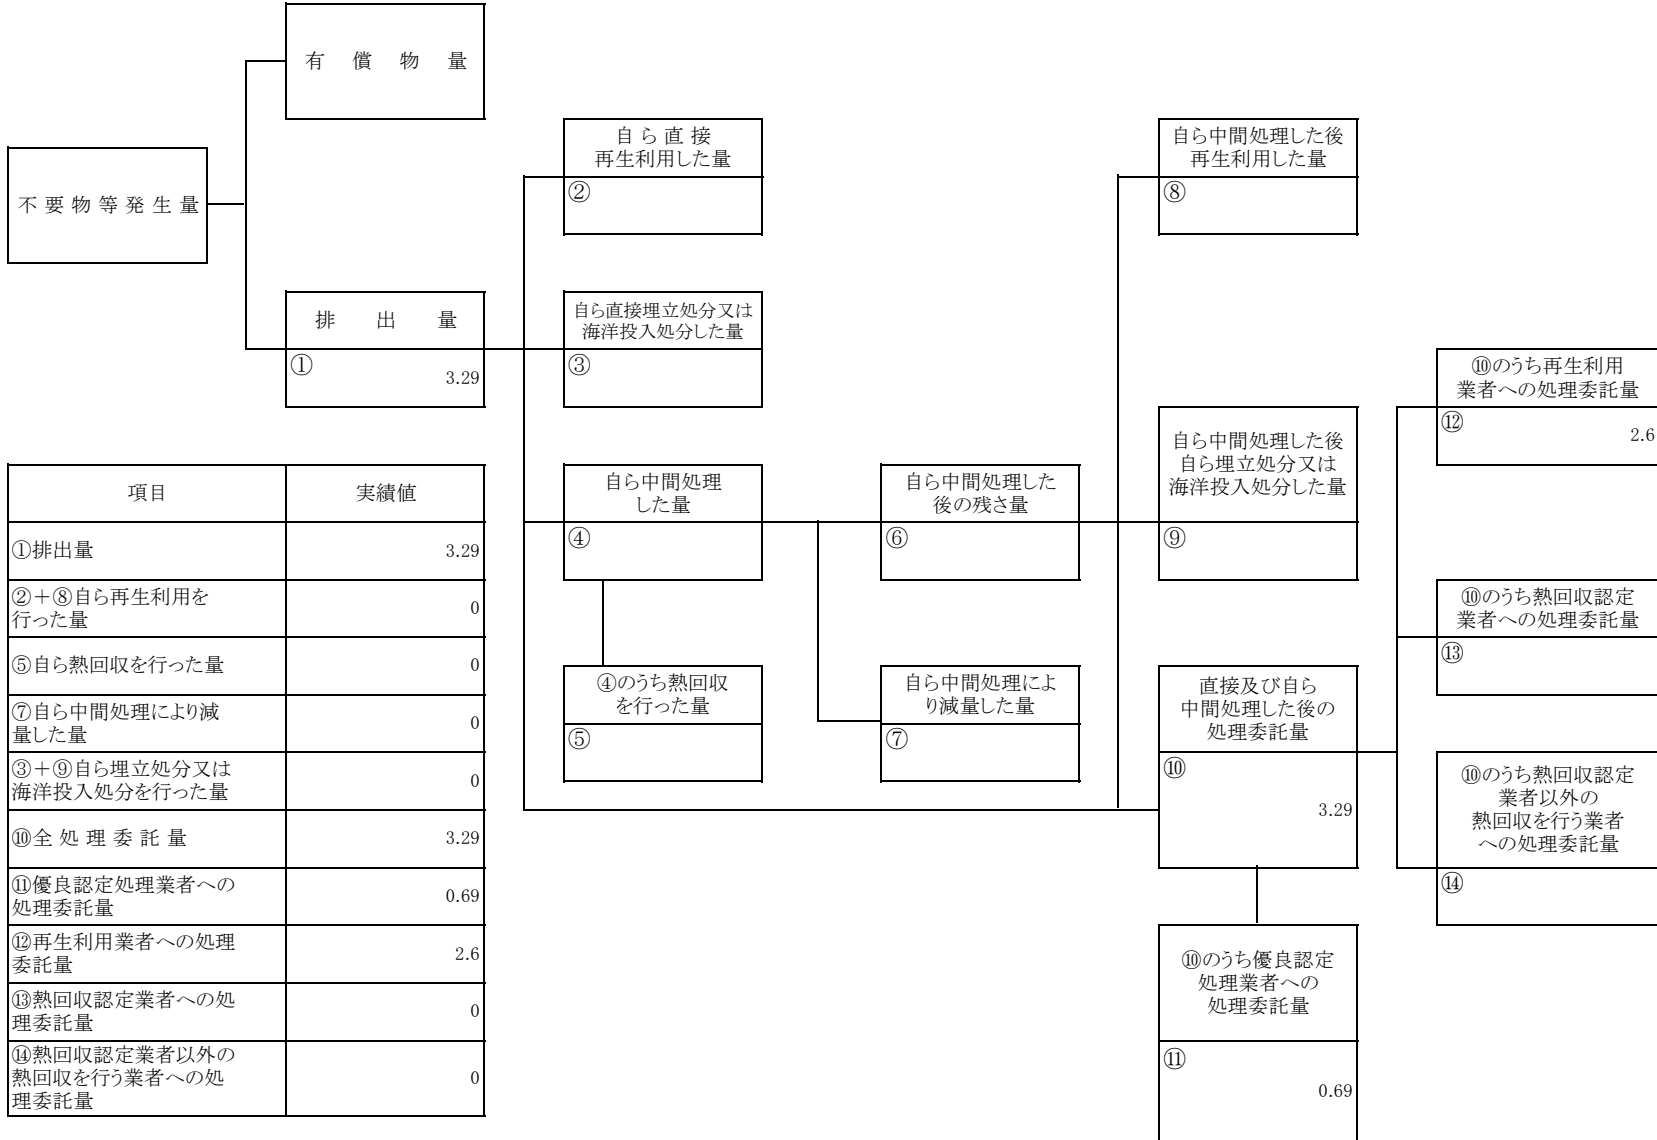 有 償 物 量
不 要 物 等 発 生 量
排 出 量
①
3.29
自 ら 直 接
再生利用した量
②
自ら直接埋立処分又は
海洋投入処分した量
③
自ら中間処理
した量
④
④のうち熱回収
を行った量
⑤
自ら中間処理した
後の残さ量
⑥
自ら中間処理によ
り減量した量
⑦
自ら中間処理した後
再生利用した量
⑧
自ら中間処理した後
自ら埋立処分又は
海洋投入処分した量
⑨
直接及び自ら
中間処理した後の
処理委託量
⑩
3.29
⑩のうち優良認定
処理業者への
処理委託量
⑪
0.69
⑩のうち再生利用
業者への処理委託量
⑫
2.6
⑩のうち熱回収認定
業者への処理委託量
⑬
⑩のうち熱回収認定
業者以外の
熱回収を行う業者
への処理委託量
⑭
項目 実績値
①排出量 3.29
②＋⑧自ら再生利用を
行った量 0
⑤自ら熱回収を行った量 0
⑦自ら中間処理により減
量した量 0
③＋⑨自ら埋立処分又は
海洋投入処分を行った量 0
⑩全 処 理 委 託 量 3.29
⑪優良認定処理業者への
処理委託量 0.69
⑫再生利用業者への処理
委託量 2.6
⑬熱回収認定業者への処
理委託量 0
⑭熱回収認定業者以外の
熱回収を行う業者への処
理委託量 0